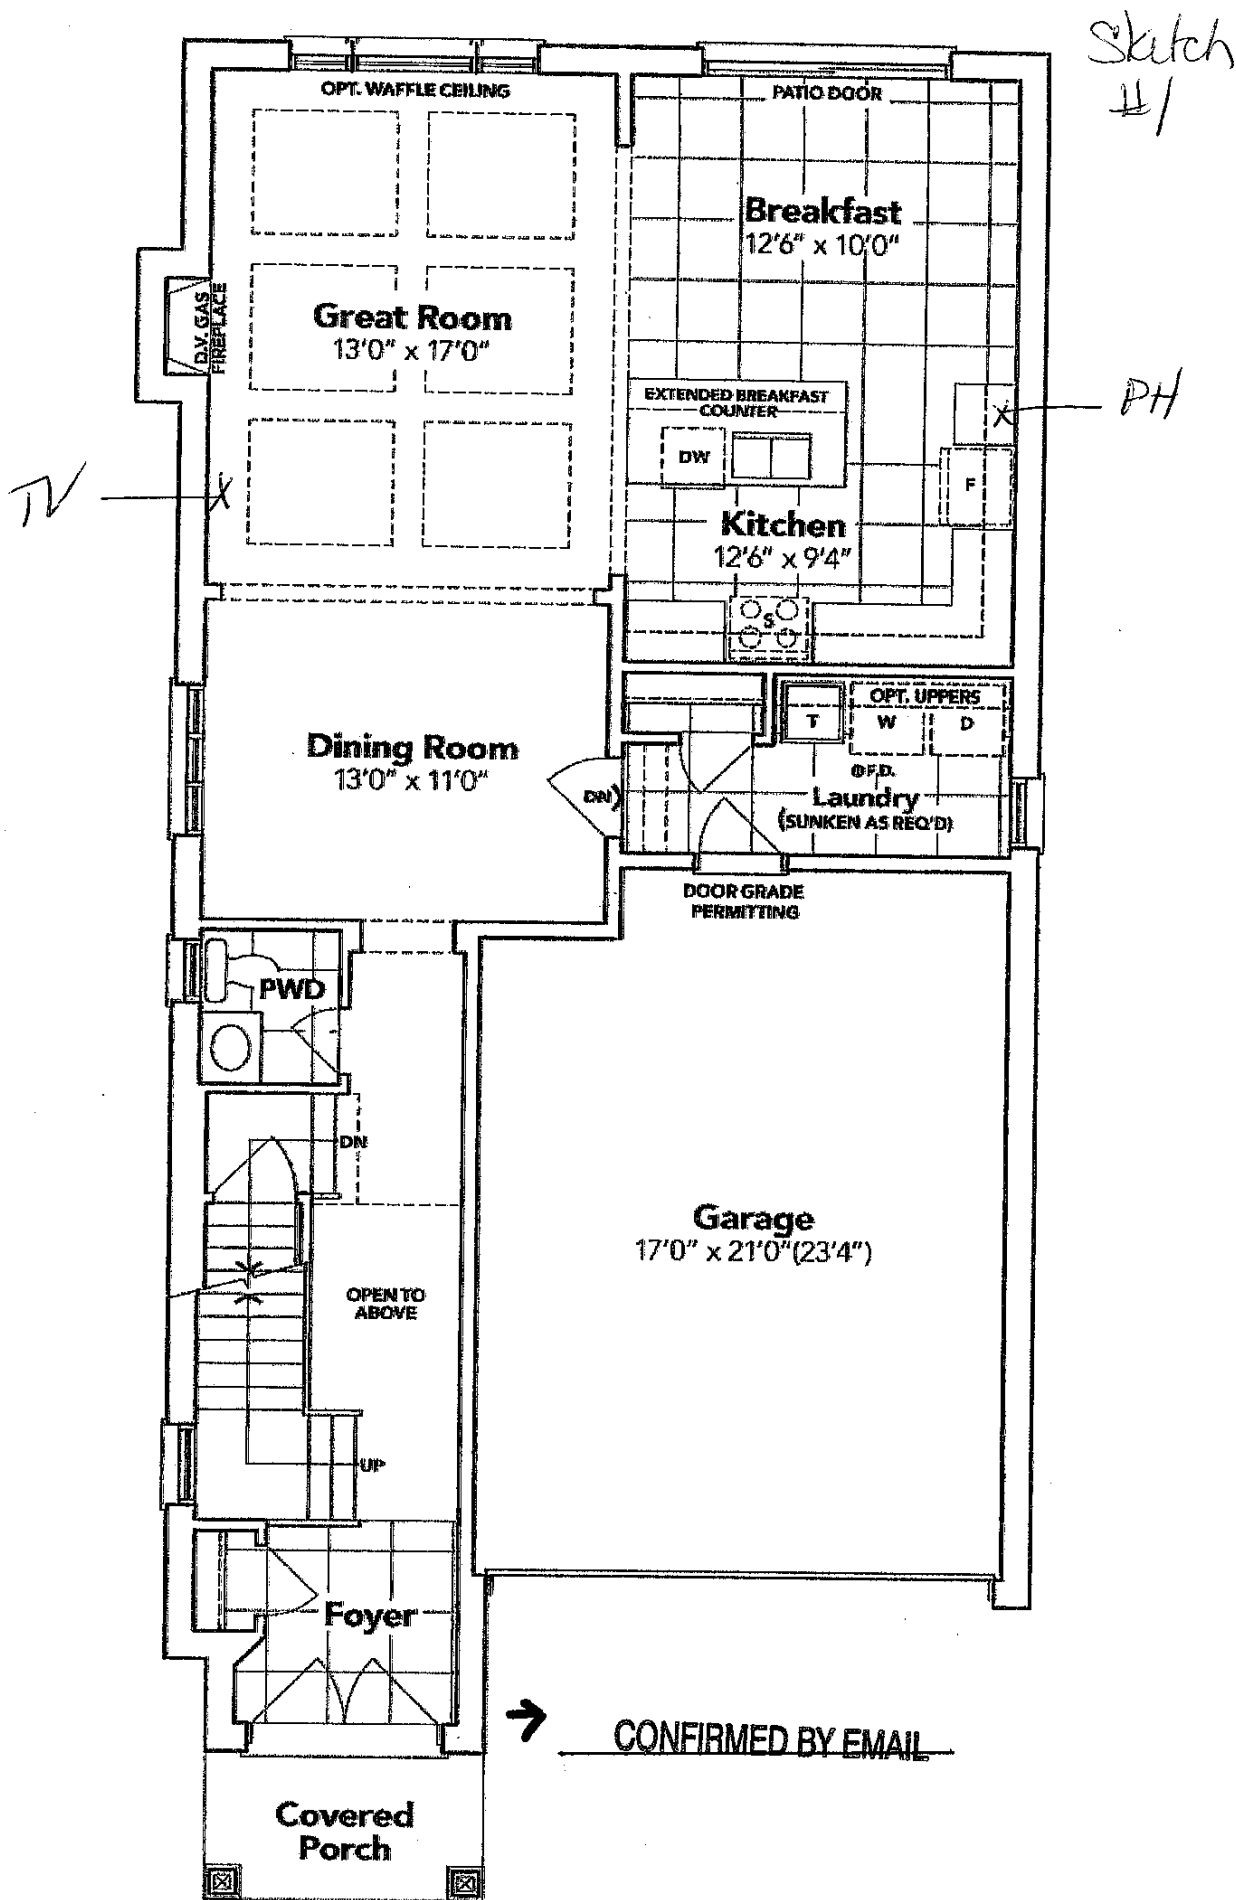 Sketch
#1
OPT. WAFFLE CEILING
PATIO DOOR
Breakfast
12'6" x 10'0"
D.V. GAS
FIREPLACE
Great Room
13'0" x 17'0"
EXTENDED BREAKFAST
COUNTER
PH
DW
F
TV
Kitchen
12'6" x 9'4"
S
OPT. UPPERS
T
W
D
Dining Room
13'0" x 11'0"
F.D.
DN
Laundry
(SUNKEN AS REQ'D)
DOOR GRADE
PERMITTING
PWD
DN
Garage
17'0" x 21'0"(23'4")
OPEN TO
ABOVE
UP
Foyer
CONFIRMED BY EMAIL
Covered
Porch